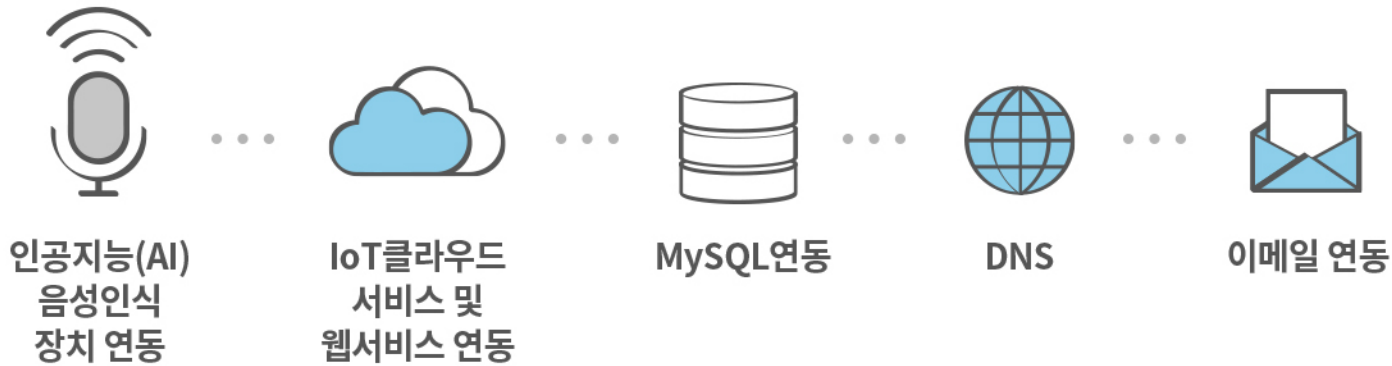 인공지능(AI)
음성인식
장치 연동
IoT클라우드
서비스 및
웹서비스 연동
MySQL연동
DNS
이메일 연동